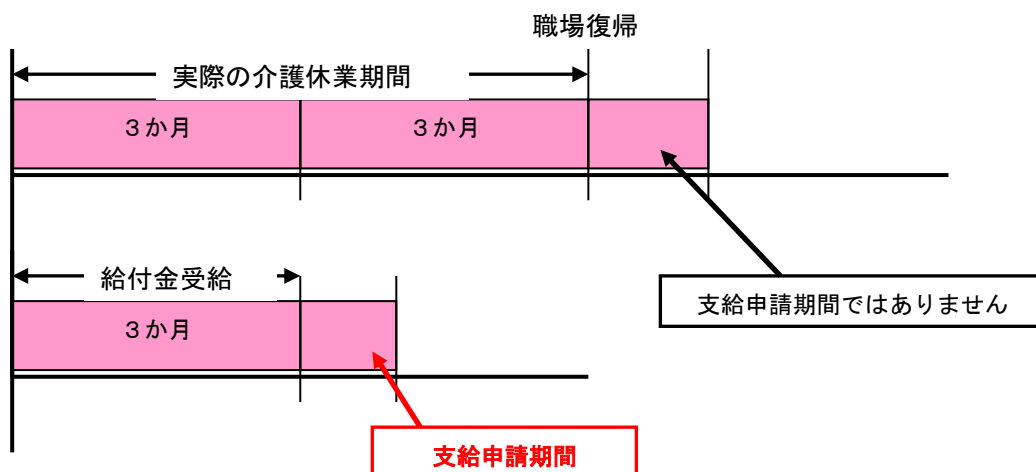 職場復帰
実際の介護休業期間
３か月
３か月
給付金受給
支給申請期間ではありません
３か月
支給申請期間